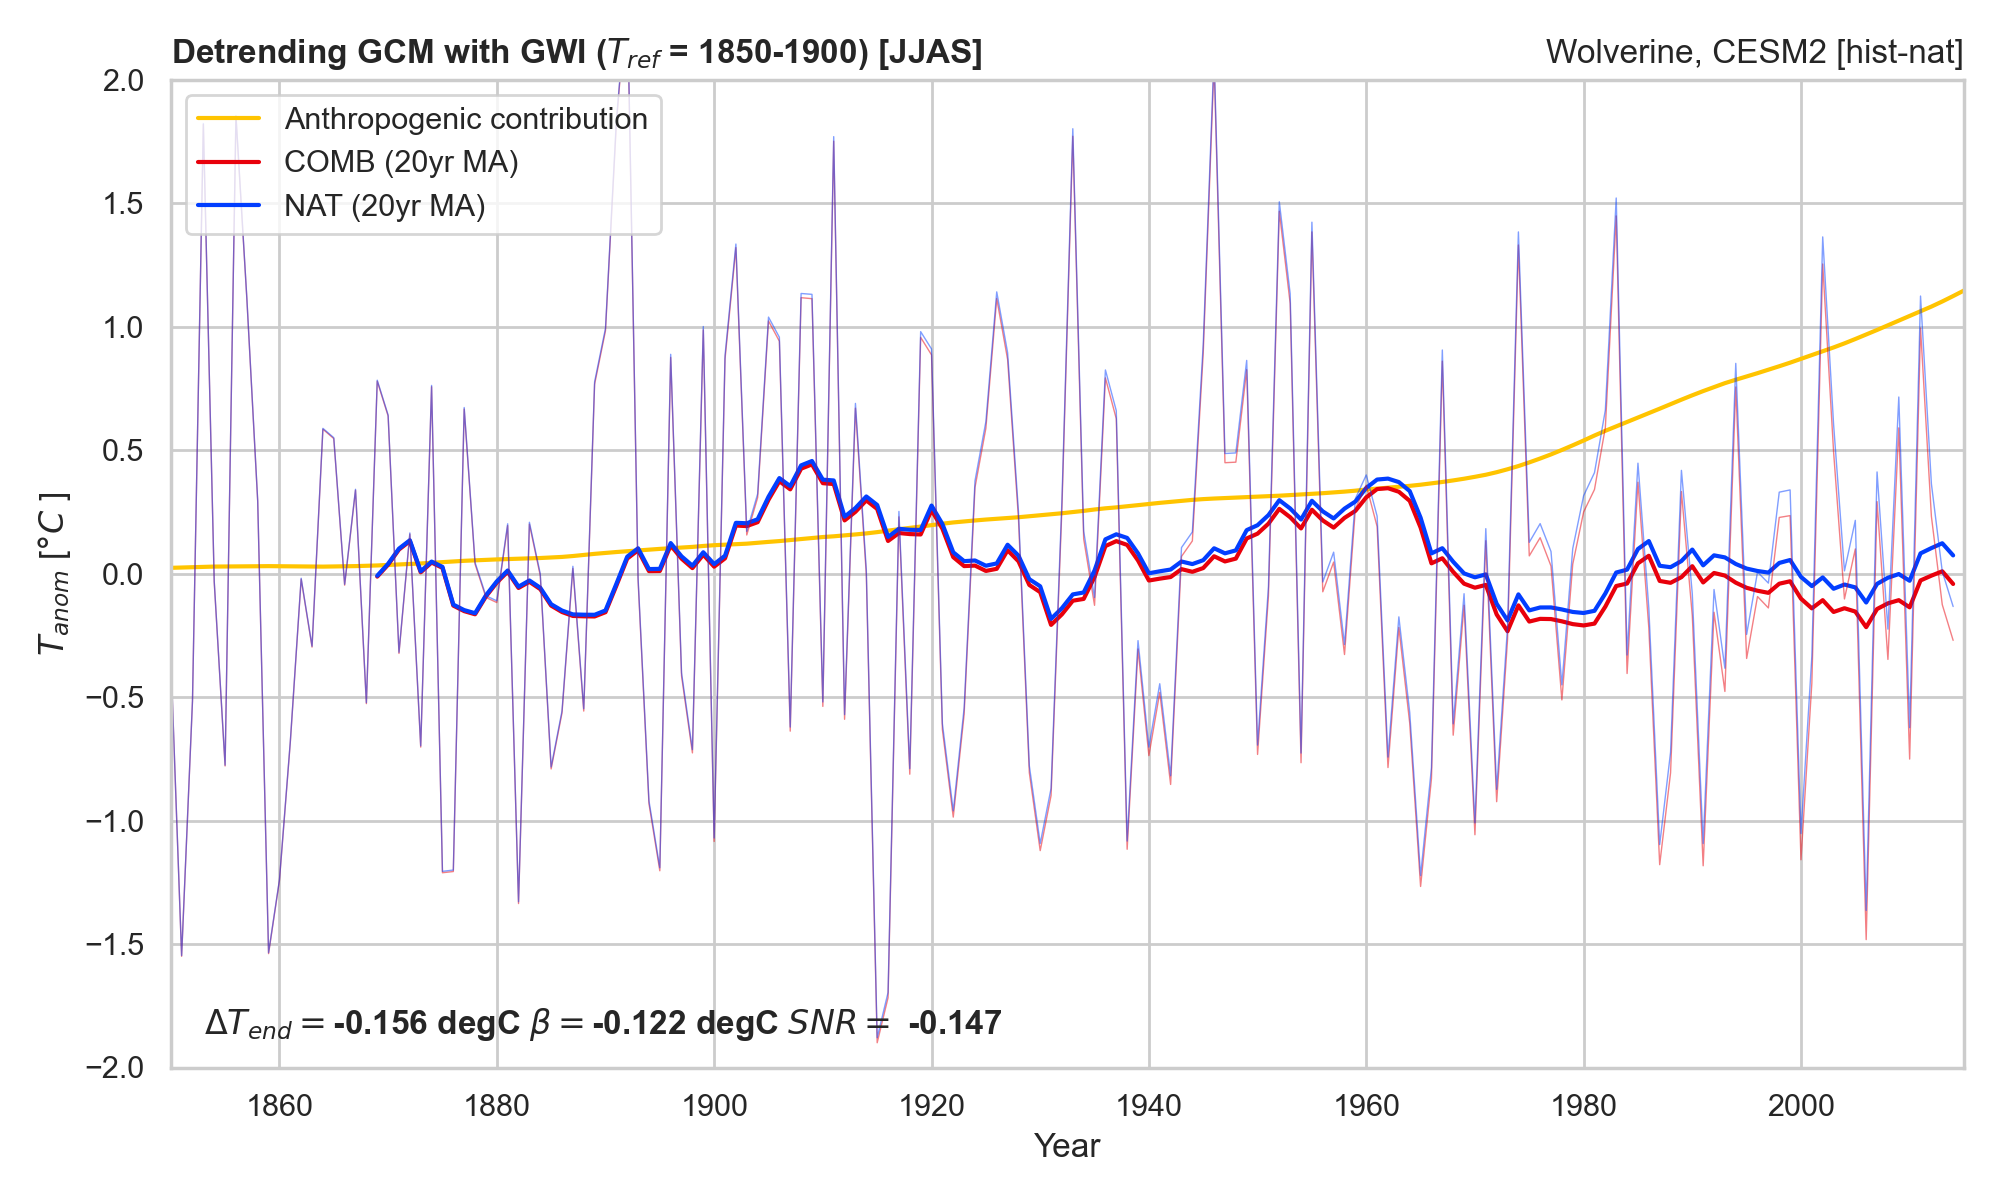 Detrending GCM with GWI (T_ref = 1850-1900) [JJAS]
Wolverine, CESM2 [hist-nat]
Anthropogenic contribution
COMB (20yr MA)
NAT (20yr MA)
2.0
1.5
1.0
0.5
0.0
−0.5
−1.0
−1.5
−2.0
T_anom [°C]
ΔT_end = -0.156 degC β = -0.122 degC SNR = -0.147
1860 1880 1900 1920 1940 1960 1980 2000
Year